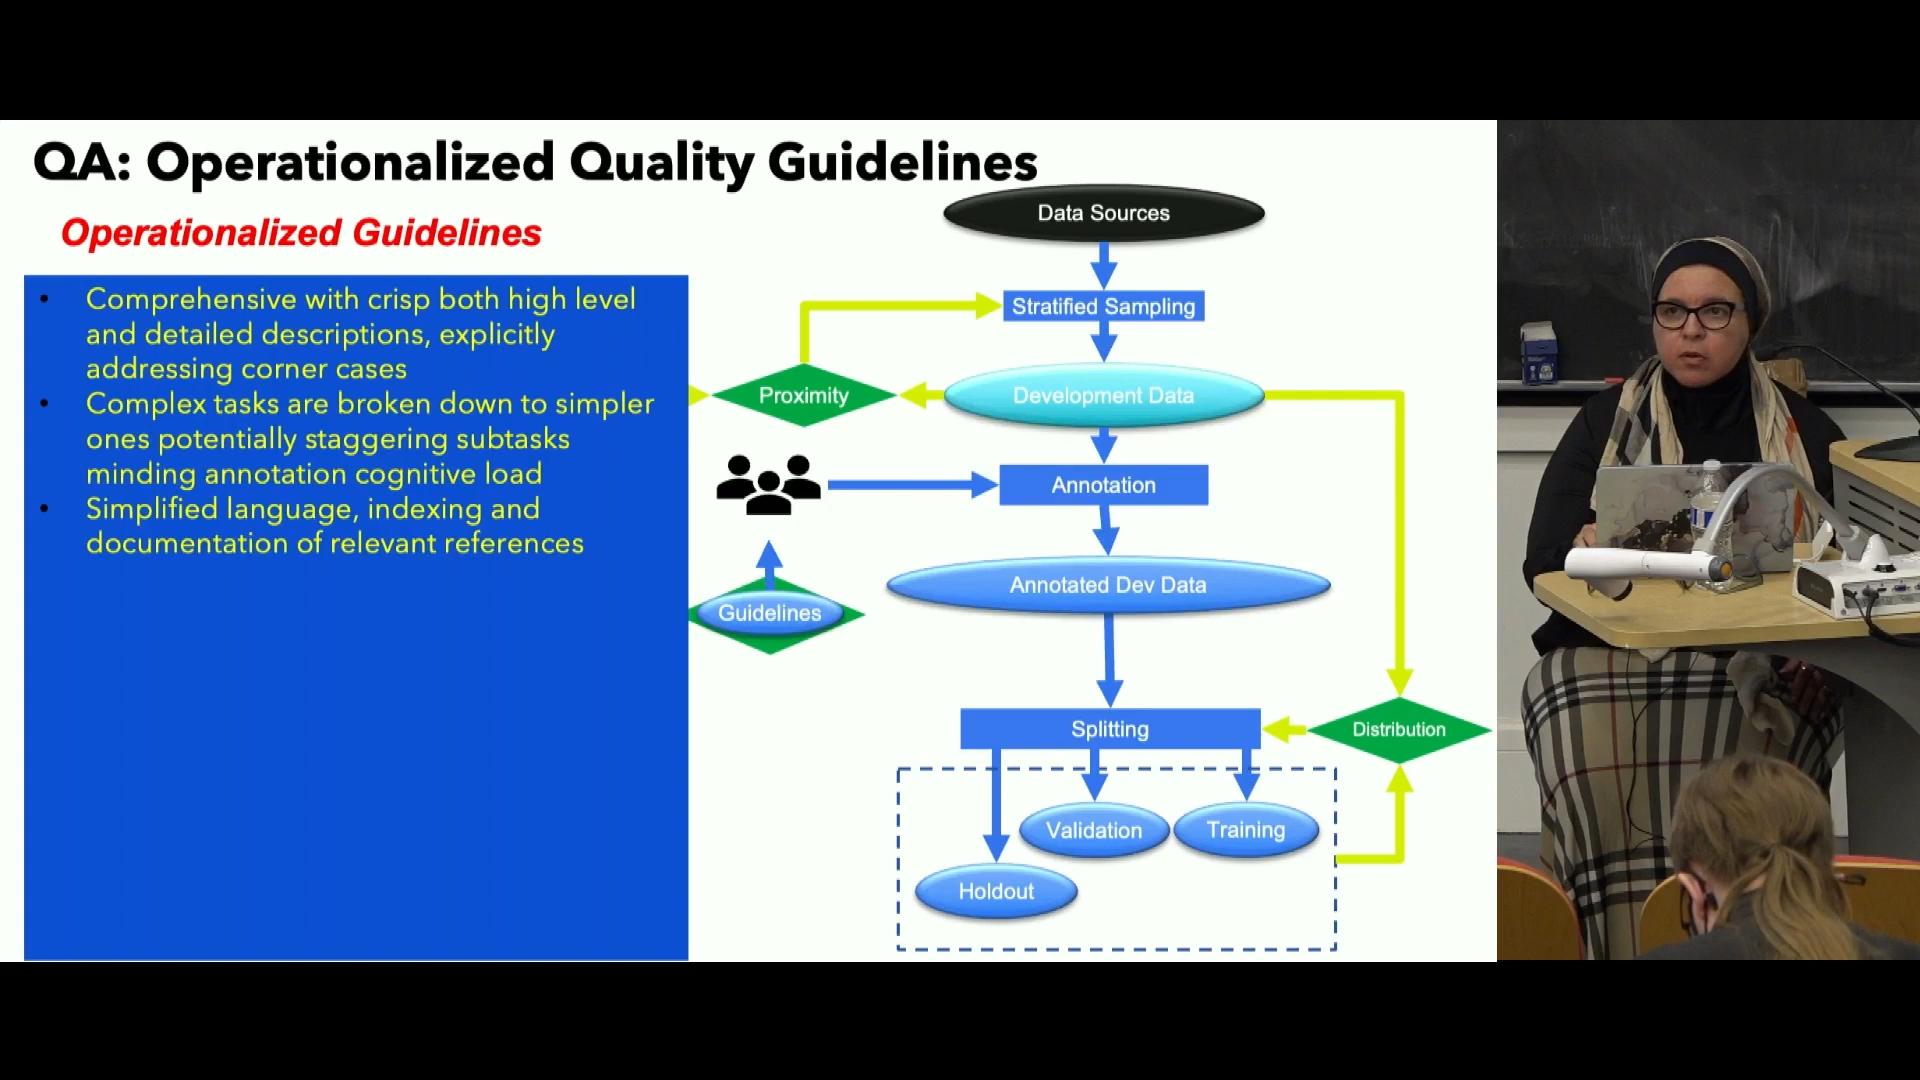 QA: Operationalized Quality Guidelines
Operationalized Guidelines
• Comprehensive with crisp both high level
and detailed descriptions, explicitly
addressing corner cases
• Complex tasks are broken down to simpler
ones potentially staggering subtasks
minding annotation cognitive load
• Simplified language, indexing and
documentation of relevant references
Data Sources
Stratified Sampling
Proximity
Development Data
Annotation
Annotated Dev Data
Guidelines
Splitting
Distribution
Validation
Training
Holdout